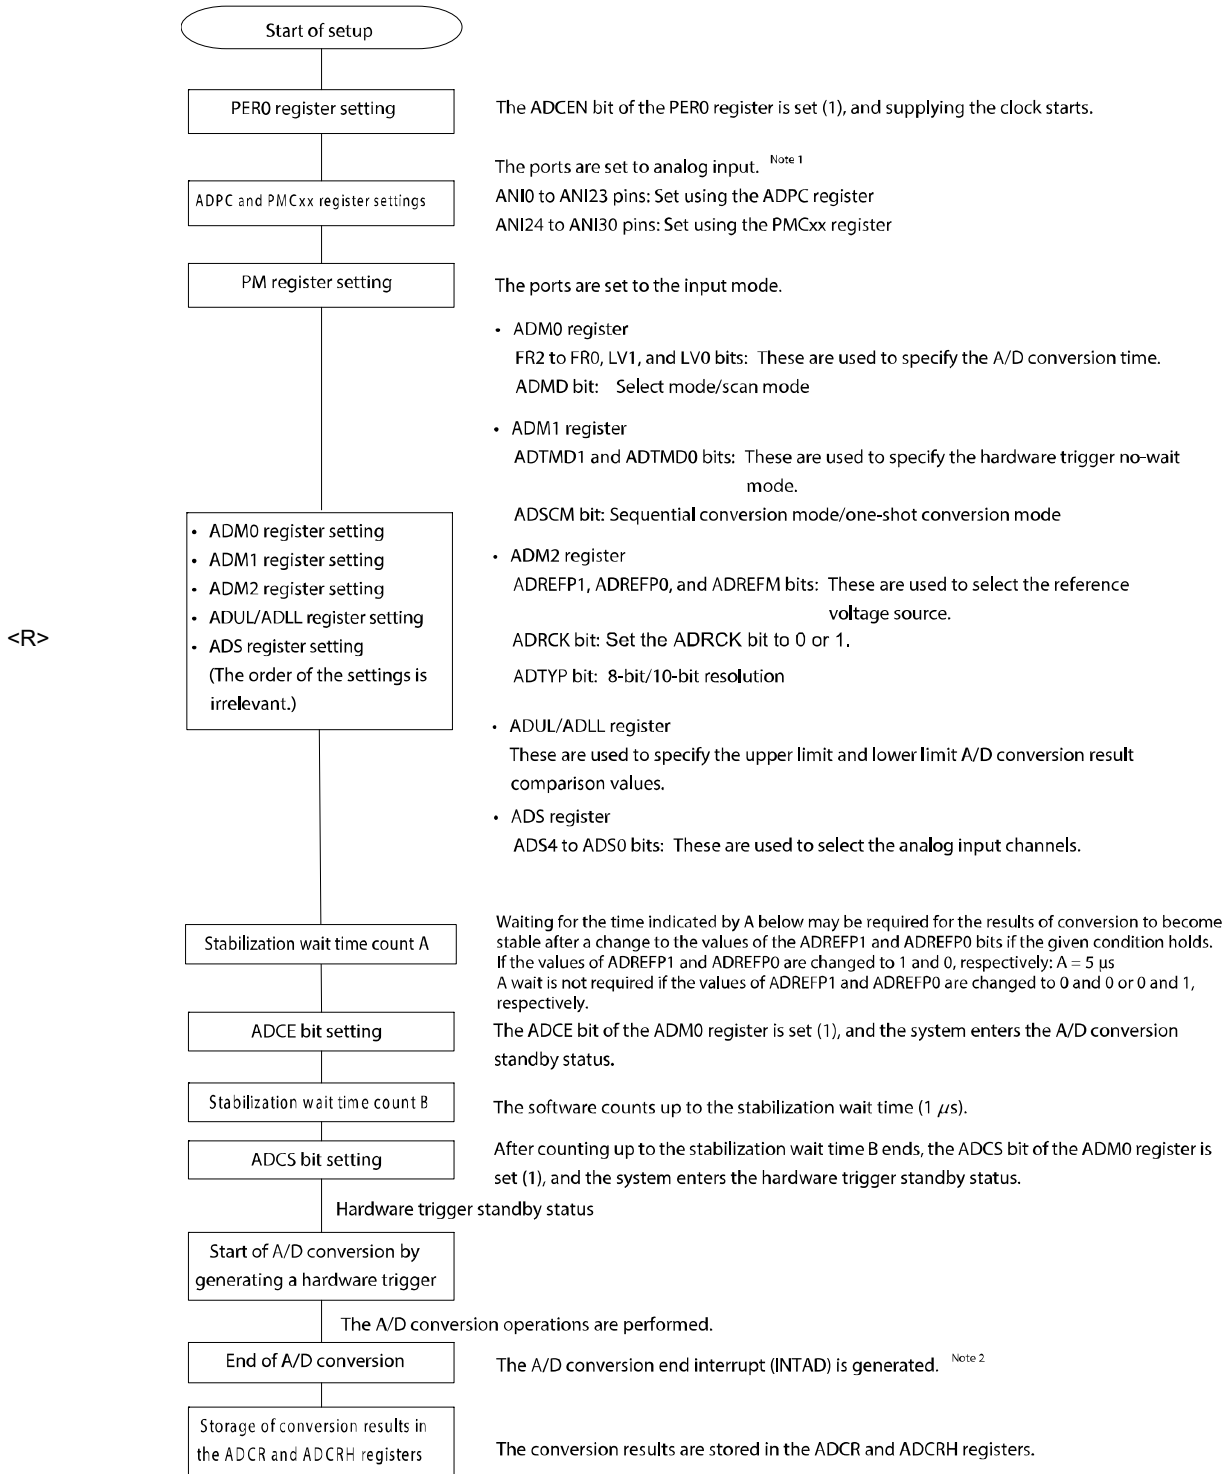 Start of setup
PER0 register setting
The ADCEN bit of the PER0 register is set (1), and supplying the clock starts.
The ports are set to analog input. Note 1
ADPC and PMCxx register settings
ANI0 to ANI23 pins: Set using the ADPC register
ANI24 to ANI30 pins: Set using the PMCxx register
PM register setting
The ports are set to the input mode.
• ADM0 register
FR2 to FR0, LV1, and LV0 bits: These are used to specify the A/D conversion time.
ADMD bit: Select mode/scan mode
• ADM1 register
ADTMD1 and ADTMD0 bits: These are used to specify the hardware trigger no-wait
mode.
ADSCM bit: Sequential conversion mode/one-shot conversion mode
• ADM2 register
ADREFP1, ADREFP0, and ADREFM bits: These are used to select the reference
voltage source.
ADRCK bit: Set the ADRCK bit to 0 or 1.
ADTYP bit: 8-bit/10-bit resolution
• ADUL/ADLL register
These are used to specify the upper limit and lower limit A/D conversion result
comparison values.
• ADS register
ADS4 to ADS0 bits: These are used to select the analog input channels.
<R>
• ADM0 register setting
• ADM1 register setting
• ADM2 register setting
• ADUL/ADLL register setting
• ADS register setting
(The order of the settings is
irrelevant.)
Stabilization wait time count A
Waiting for the time indicated by A below may be required for the results of conversion to become
stable after a change to the values of the ADREFP1 and ADREFP0 bits if the given condition holds.
If the values of ADREFP1 and ADREFP0 are changed to 1 and 0, respectively: A = 5 μs
A wait is not required if the values of ADREFP1 and ADREFP0 are changed to 0 and 0 or 0 and 1,
respectively.
ADCE bit setting
The ADCE bit of the ADM0 register is set (1), and the system enters the A/D conversion
standby status.
Stabilization wait time count B
The software counts up to the stabilization wait time (1 μs).
ADCS bit setting
After counting up to the stabilization wait time B ends, the ADCS bit of the ADM0 register is
set (1), and the system enters the hardware trigger standby status.
Hardware trigger standby status
Start of A/D conversion by
generating a hardware trigger
The A/D conversion operations are performed.
End of A/D conversion
The A/D conversion end interrupt (INTAD) is generated. Note 2
Storage of conversion results in
the ADCR and ADCRH registers
The conversion results are stored in the ADCR and ADCRH registers.